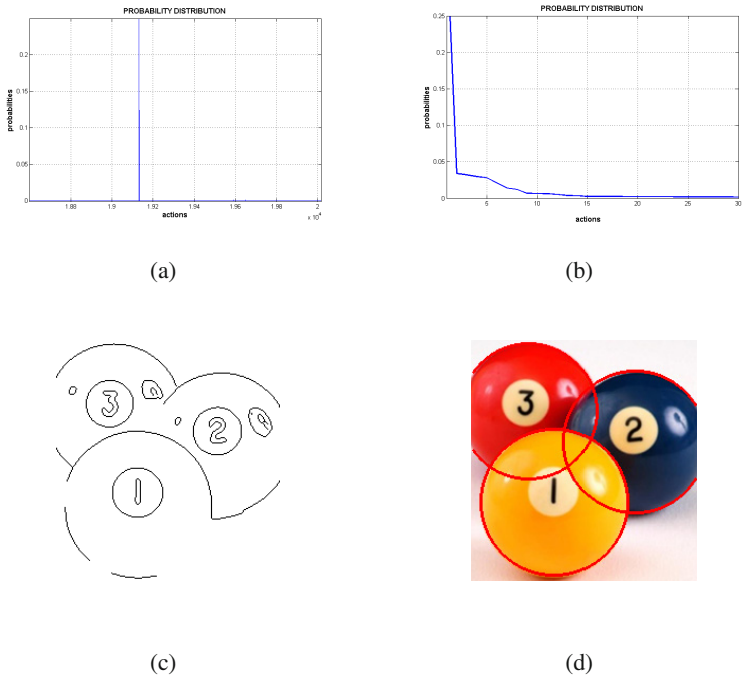 PROBABILITY DISTRIBUTION
0.2
0.15
0.1
0.05
0
probabilities
1.88 1.9 1.92 1.94 1.96 1.98 2
x 10⁴
actions
(a)
PROBABILITY DISTRIBUTION
0.25
0.2
0.15
0.1
0.05
0
probabilities
5 10 15 20 25 30
actions
(b)
3
2
1
(c)
3
2
1
(d)